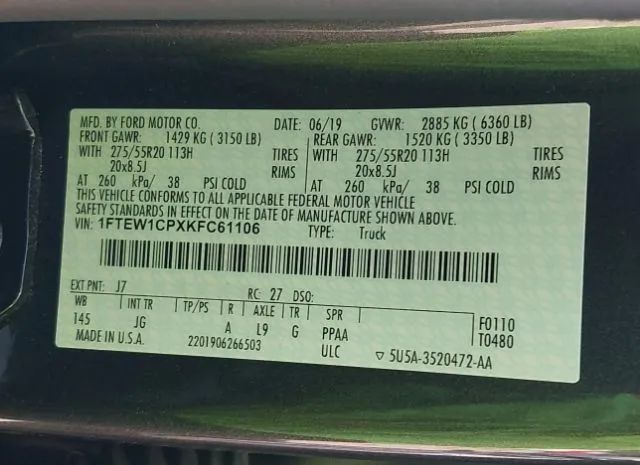 MFD. BY FORD MOTOR CO. DATE: 06/19 GVWR: 2885 KG ( 6360 LB)
FRONT GAWR: 1429 KG ( 3150 LB) REAR GAWR: 1520 KG ( 3350 LB)
WITH 275/55R20 113H TIRES WITH 275/55R20 113H TIRES
20x8.5J RIMS 20x8.5J RIMS
AT 260 kPa/ 38 PSI COLD AT 260 kPa/ 38 PSI COLD
THIS VEHICLE CONFORMS TO ALL APPLICABLE FEDERAL MOTOR VEHICLE
SAFETY STANDARDS IN EFFECT ON THE DATE OF MANUFACTURE SHOWN ABOVE.
VIN: 1FTEW1CPXKFC61106 TYPE: Truck
EXT PNT: J7 RC: 27 DSO:
WB INT TR TP/PS R AXLE TR SPR F0110
145 JG A L9 G PPAA T0480
MADE IN U.S.A. 2201906266503 ULC ▽ 5U5A-3520472-AA